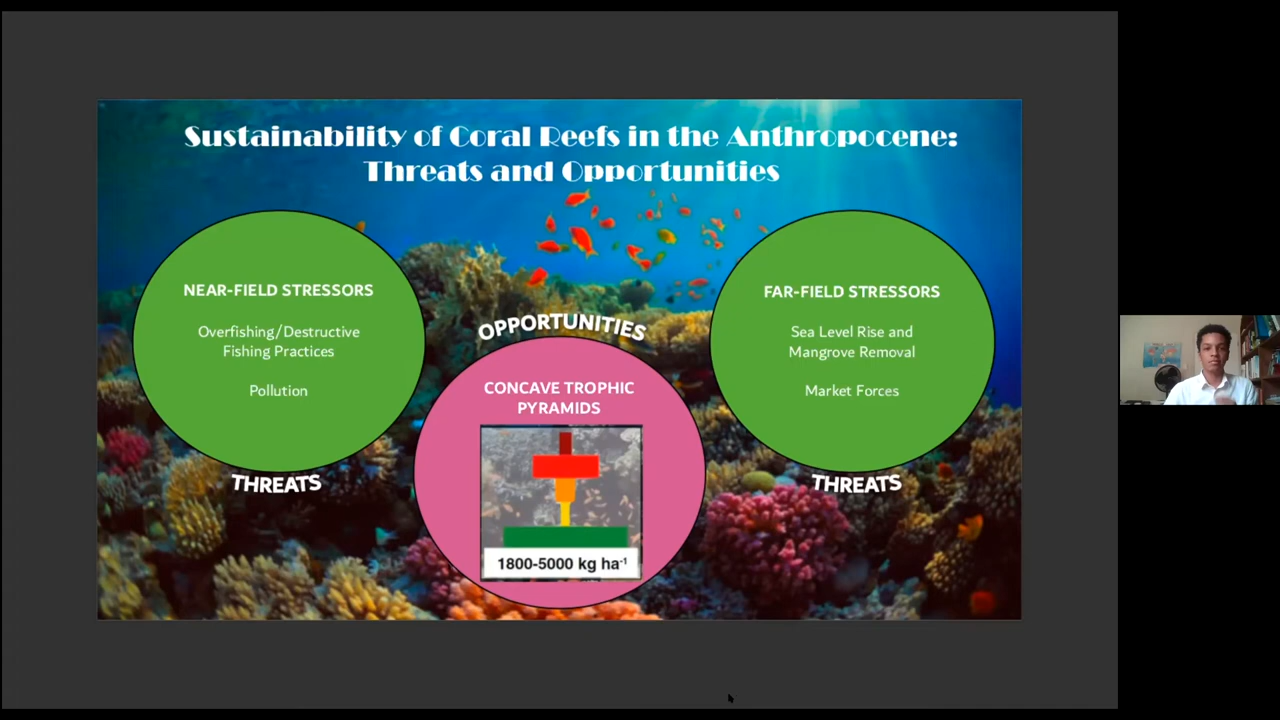 Sustainability of Coral Reefs in the Anthropocene:
Threats and Opportunities
NEAR-FIELD STRESSORS
Overfishing/Destructive
Fishing Practices
Pollution
THREATS
OPPORTUNITIES
CONCAVE TROPHIC
PYRAMIDS
1800-5000 kg ha⁻¹
FAR-FIELD STRESSORS
Sea Level Rise and
Mangrove Removal
Market Forces
THREATS